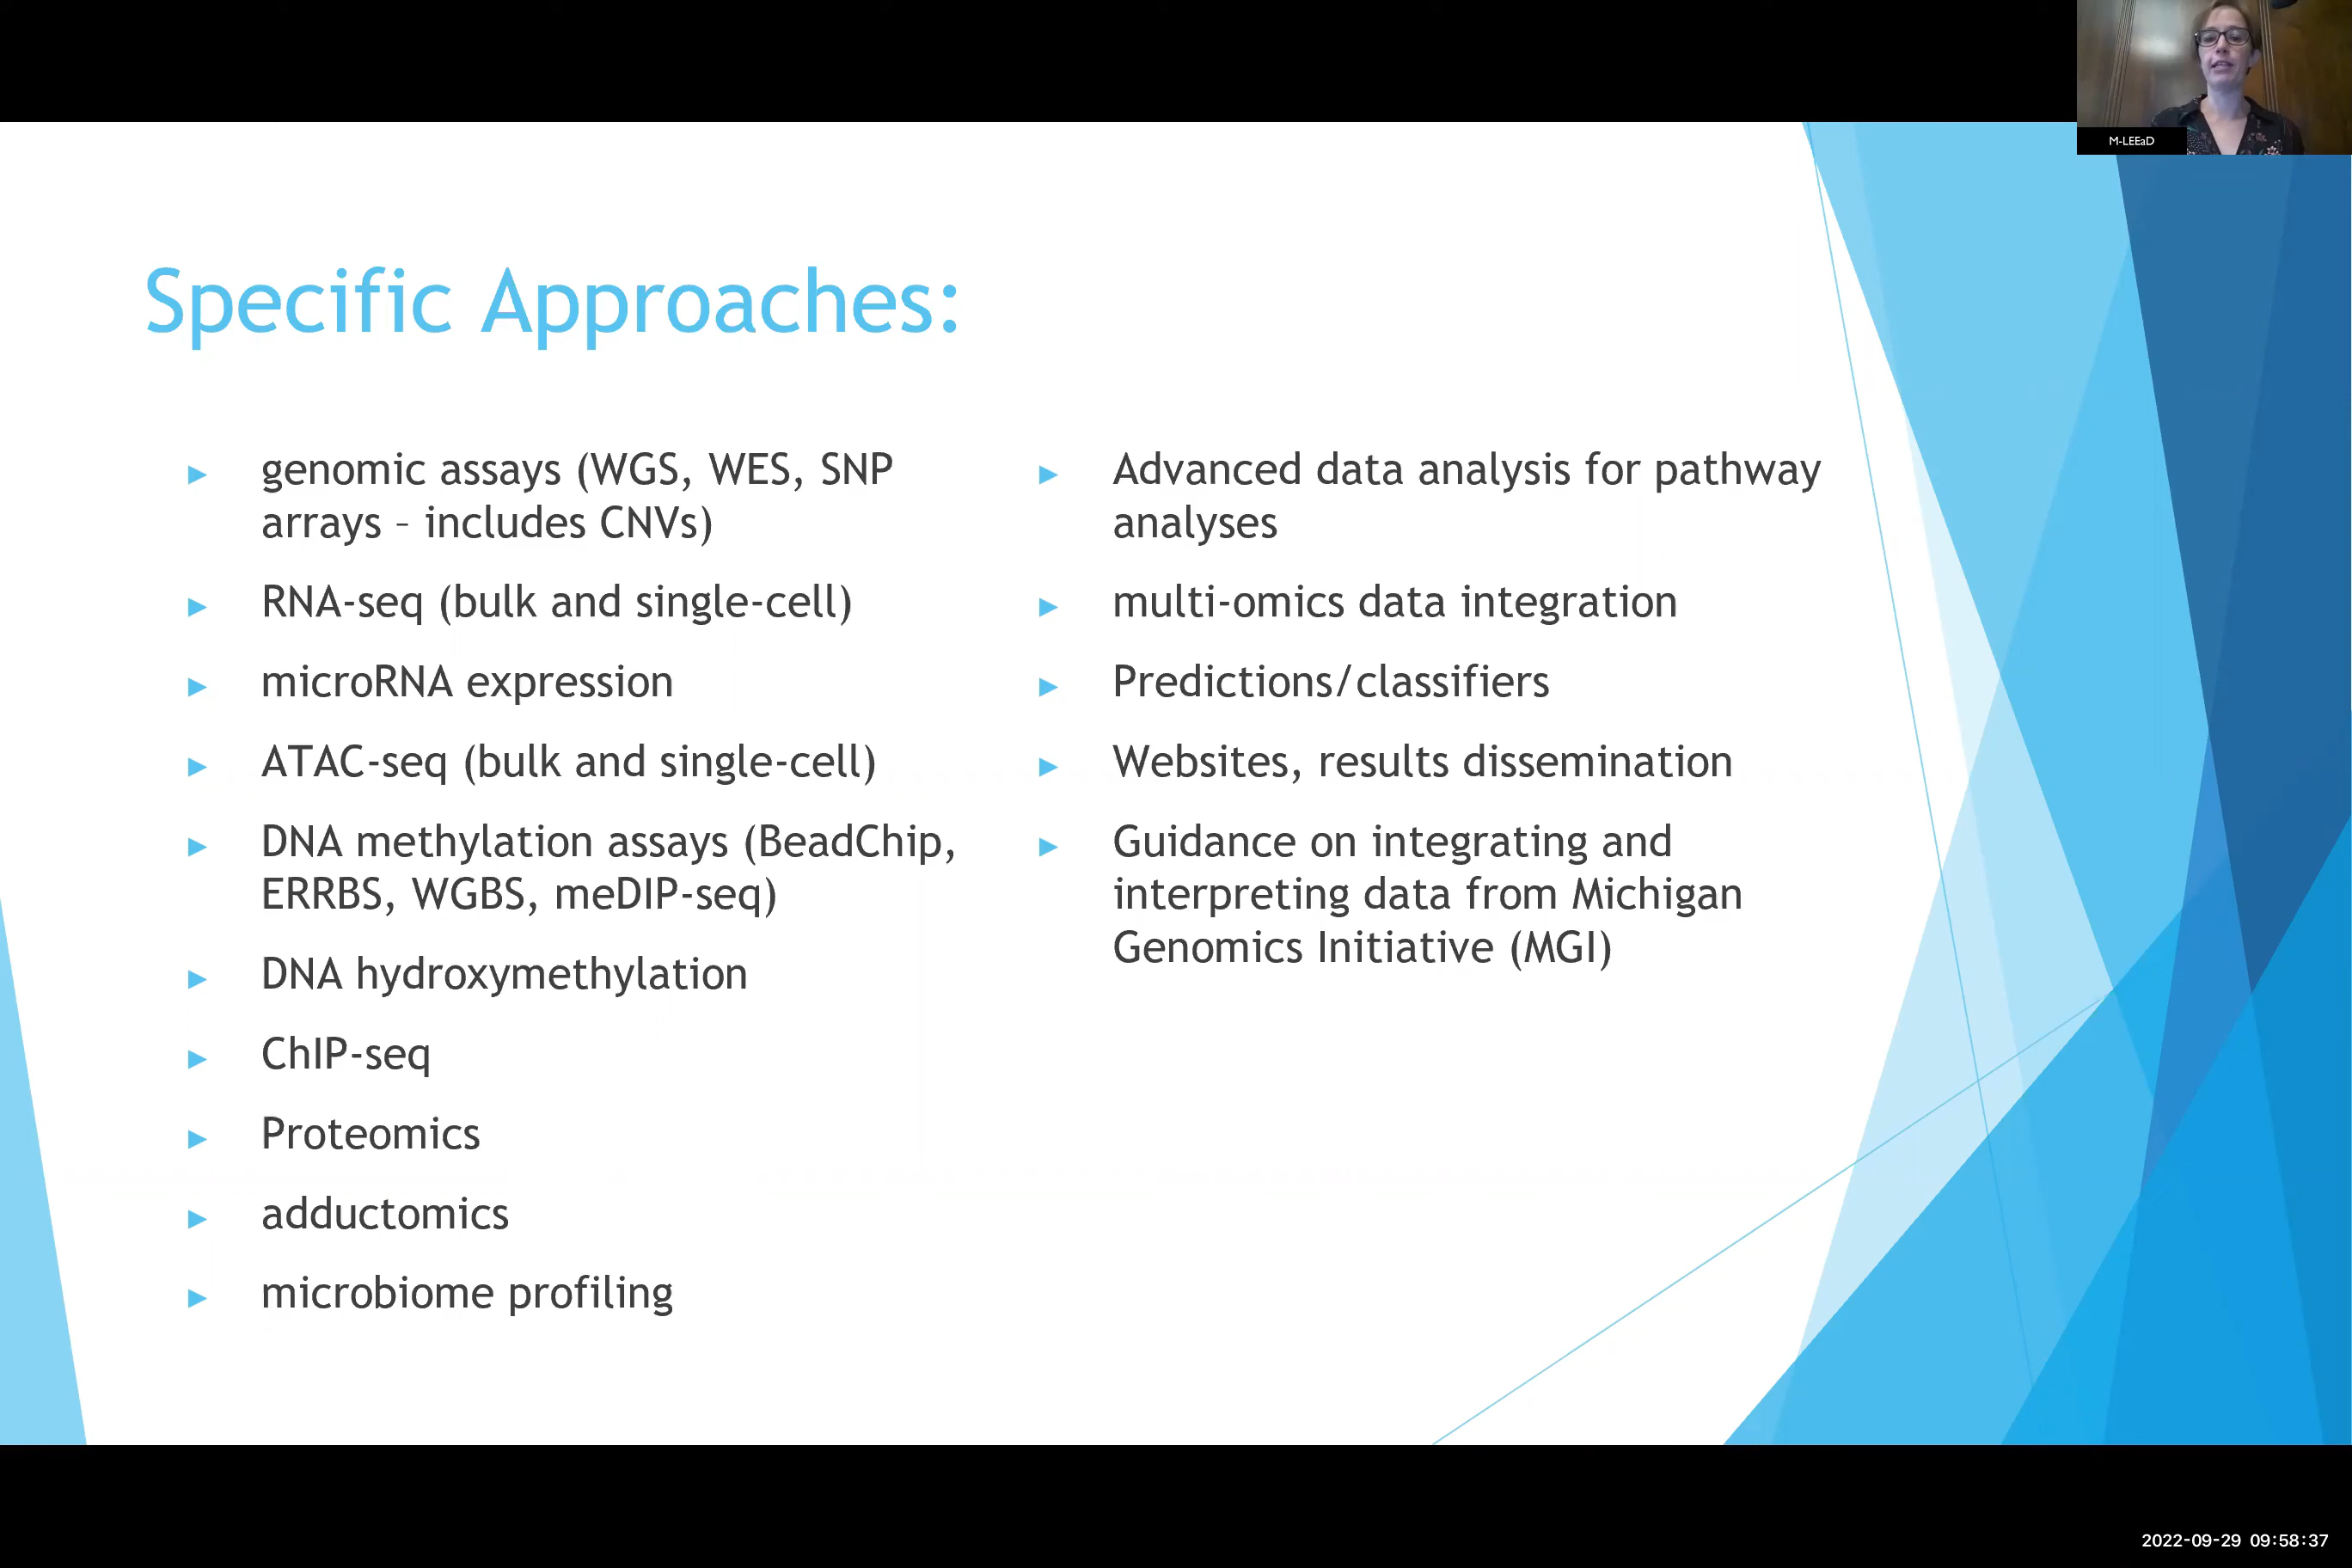 M-LEEaD
Specific Approaches:
genomic assays (WGS, WES, SNP
arrays – includes CNVs)
RNA-seq (bulk and single-cell)
microRNA expression
ATAC-seq (bulk and single-cell)
DNA methylation assays (BeadChip,
ERRBS, WGBS, meDIP-seq)
DNA hydroxymethylation
ChIP-seq
Proteomics
adductomics
microbiome profiling
Advanced data analysis for pathway
analyses
multi-omics data integration
Predictions/classifiers
Websites, results dissemination
Guidance on integrating and
interpreting data from Michigan
Genomics Initiative (MGI)
2022-09-29 09:58:37